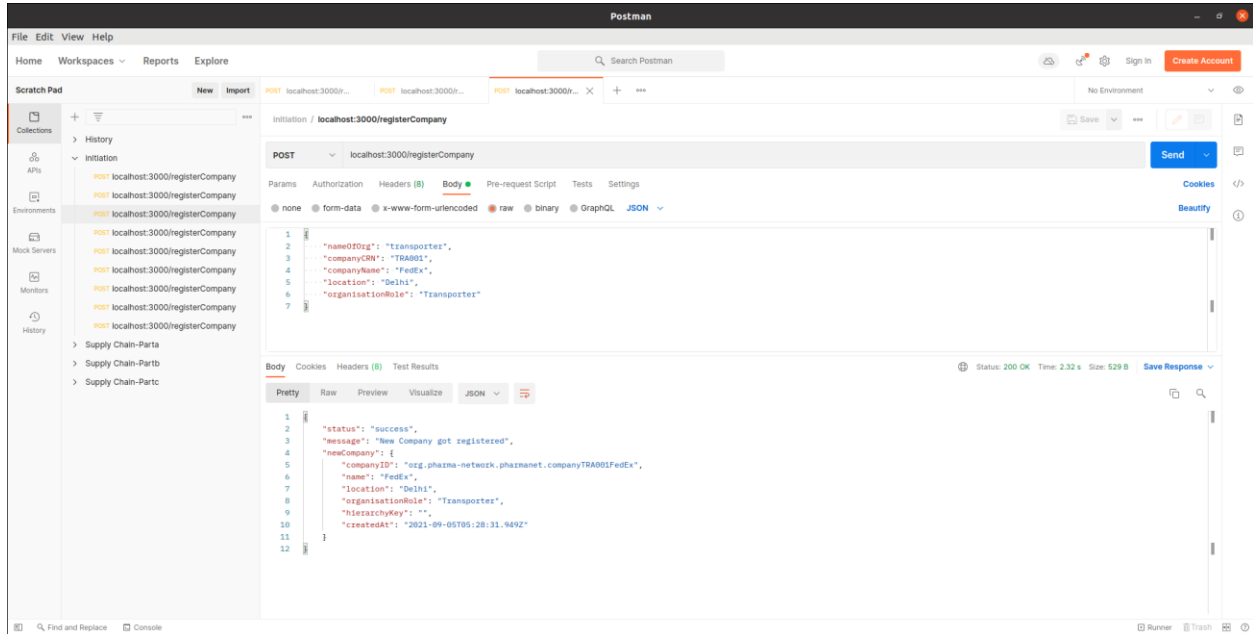 Postman
File Edit View Help
Home Workspaces Reports Explore Search Postman Sign In Create Account
Scratch Pad New Import POST localhost:3000/r... POST localhost:3000/r... POST localhost:3000/r... No Environment
Collections
APIs
Environments
Mock Servers
Monitors
History
History
Initiation
POST localhost:3000/registerCompany
POST localhost:3000/registerCompany
POST localhost:3000/registerCompany
POST localhost:3000/registerCompany
POST localhost:3000/registerCompany
POST localhost:3000/registerCompany
POST localhost:3000/registerCompany
POST localhost:3000/registerCompany
POST localhost:3000/registerCompany
Supply Chain-Parta
Supply Chain-Partb
Supply Chain-Partc
Initiation / localhost:3000/registerCompany Save
POST localhost:3000/registerCompany Send
Params Authorization Headers (8) Body Pre-request Script Tests Settings Cookies
none form-data x-www-form-urlencoded raw binary GraphQL JSON Beautify
1 {
2 "nameOfOrg": "transporter",
3 "companyCRN": "TRA001",
4 "companyName": "FedEx",
5 "location": "Delhi",
6 "organisationRole": "Transporter"
7 }
Body Cookies Headers (8) Test Results Status: 200 OK Time: 2.32 s Size: 529 B Save Response
Pretty Raw Preview Visualize JSON
1 {
2 "status": "success",
3 "message": "New Company got registered",
4 "newCompany": {
5 "companyID": "org.pharma-network.pharmanet.companyTRA001FedEx",
6 "name": "FedEx",
7 "location": "Delhi",
8 "organisationRole": "Transporter",
9 "hierarchyKey": "",
10 "createdAt": "2021-09-05T05:28:31.949Z"
11 }
12 }
Find and Replace Console Runner Trash